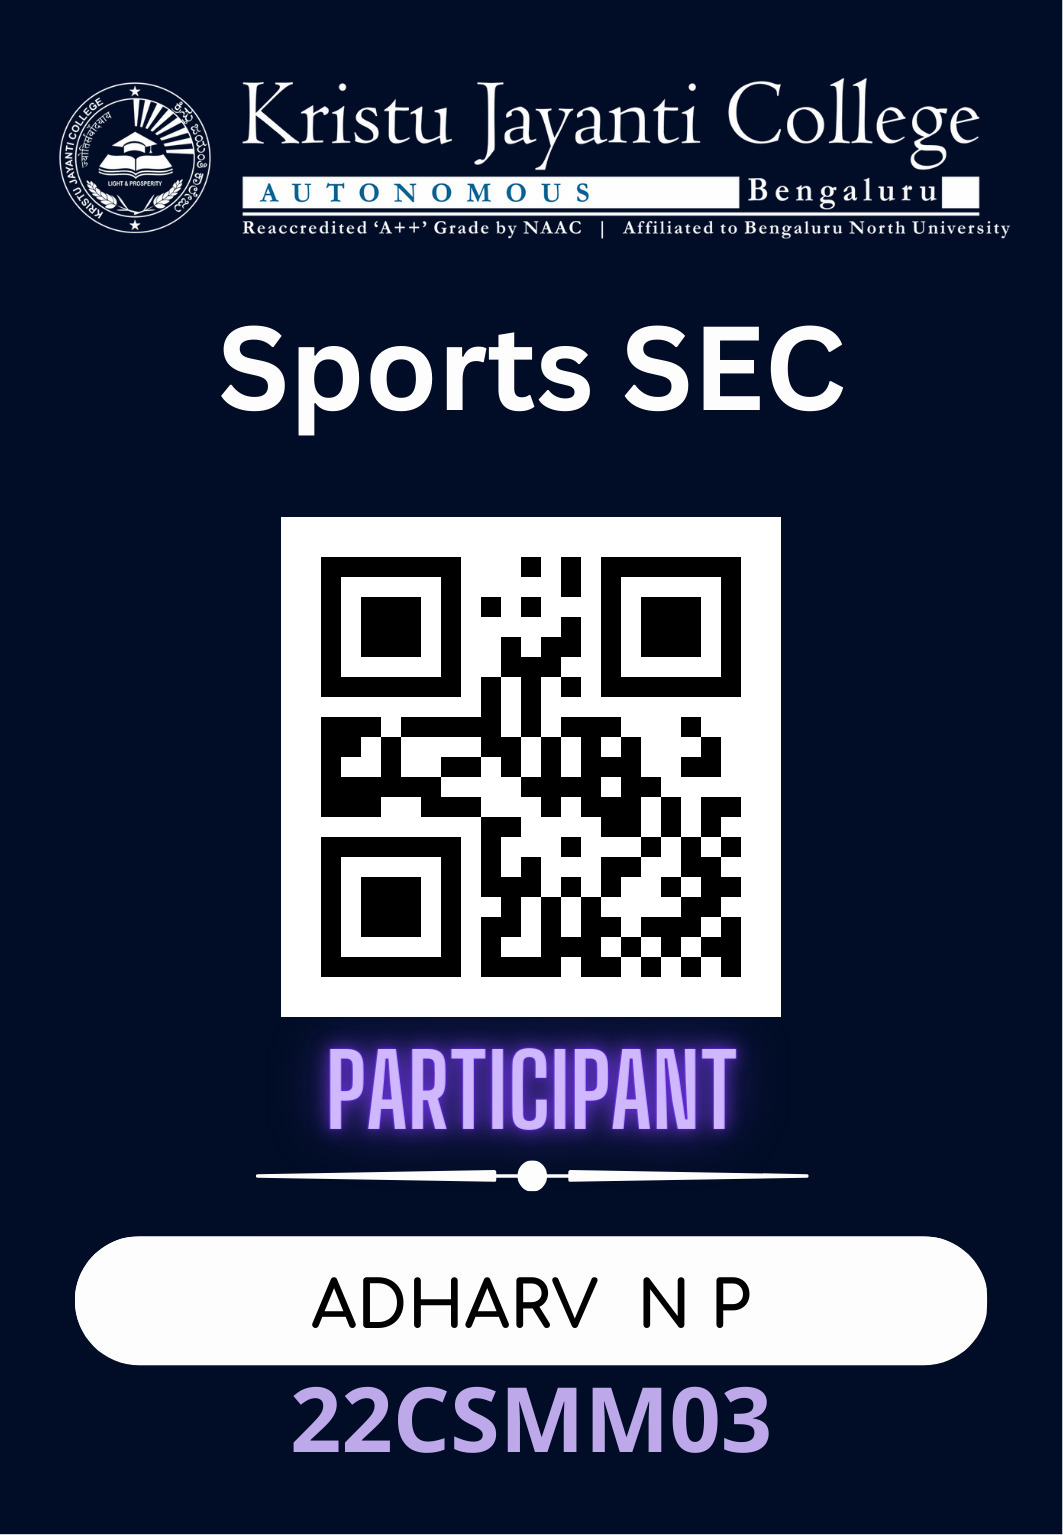 KRISTU JAYANTI COLLEGE
ಕ್ರಿಸ್ತು ಜಯಂತಿ ಕಾಲೇಜು
LIGHT & PROSPERITY
Kristu Jayanti College
AUTONOMOUS Bengaluru
Reaccredited ‘A++’ Grade by NAAC | Affiliated to Bengaluru North University
Sports SEC
PARTICIPANT
ADHARV N P
22CSMM03